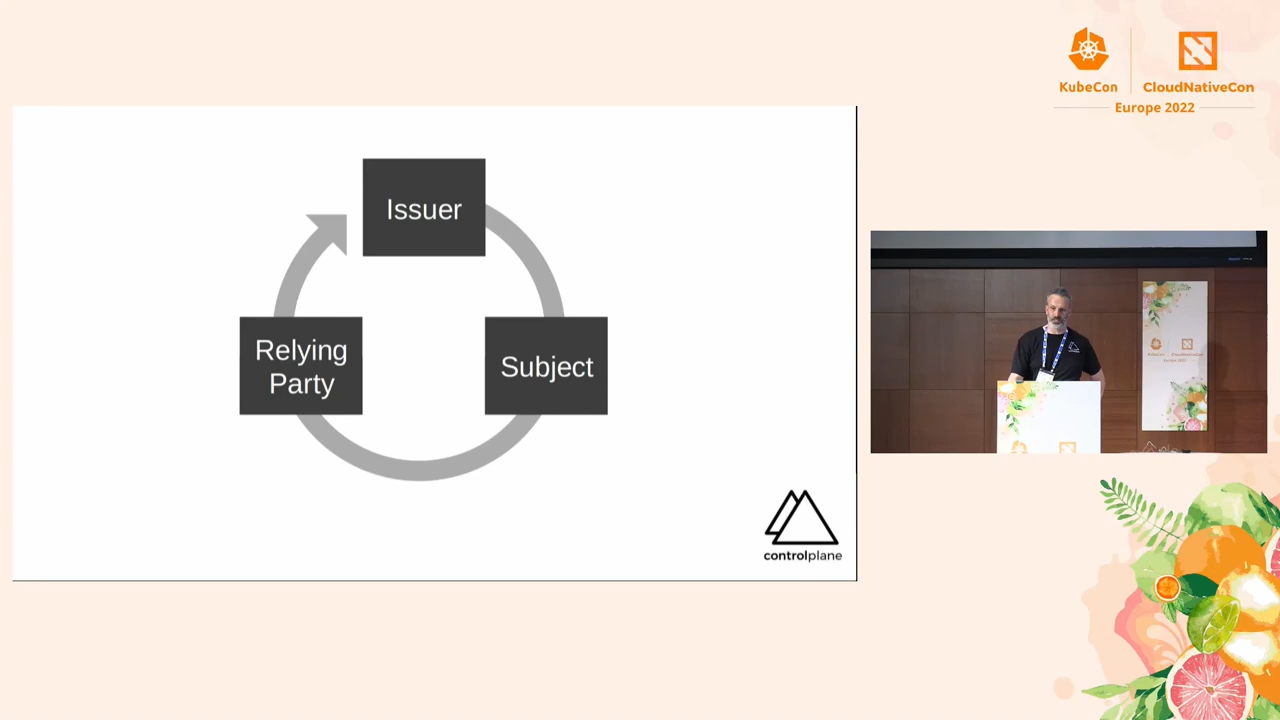 KubeCon
CloudNativeCon
Europe 2022
Issuer
Relying
Party
Subject
controlplane